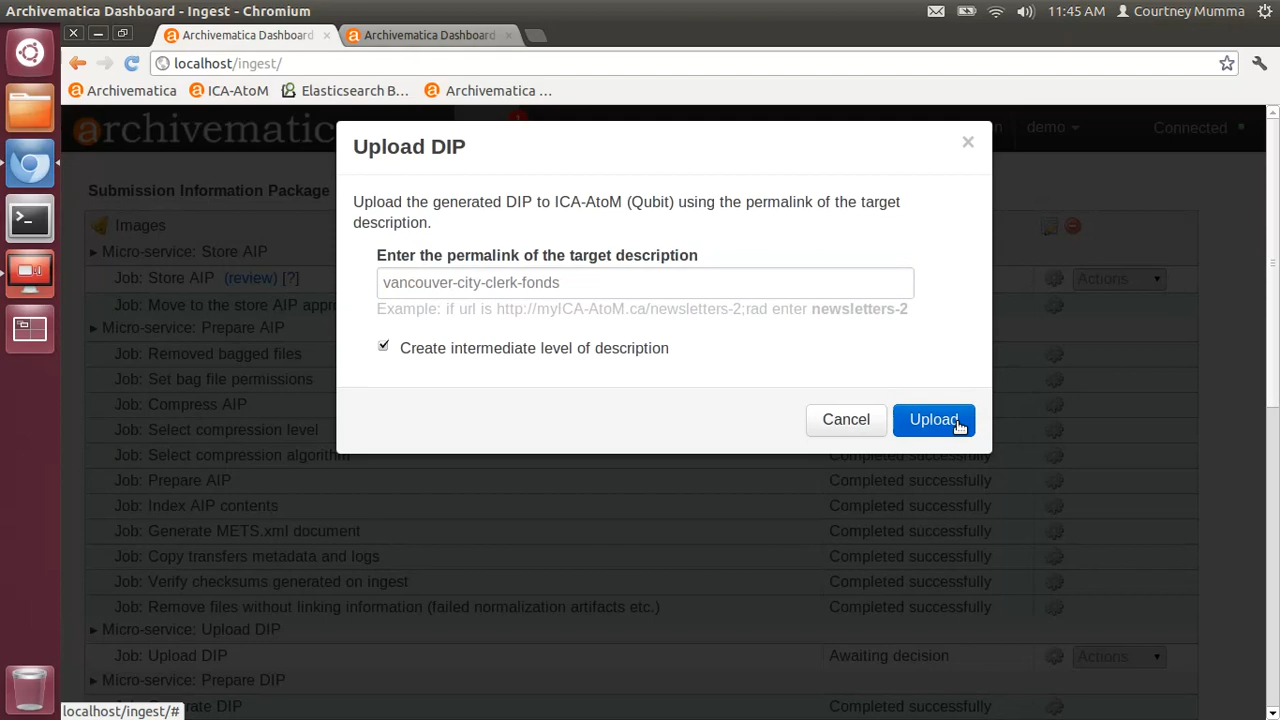 Archivematica Dashboard - Ingest - Chromium
11:45 AM Courtney Mumma
Archivematica Dashboard × Archivematica Dashboard ×
localhost/ingest/
Archivematica ICA-AtoM Elasticsearch B... Archivematica ...
archivematica demo Connected
Upload DIP ×
Submission Information Package
Upload the generated DIP to ICA-AtoM (Qubit) using the permalink of the target
description.
Images
Micro-service: Store AIP
Enter the permalink of the target description
Job: Store AIP (review) [?] Actions
vancouver-city-clerk-fonds
Job: Move to the store AIP
Example: if url is http://myICA-AtoM.ca/newsletters-2;rad enter newsletters-2
Micro-service: Prepare AIP
Create intermediate level of description
Job: Removed bagged files
Job: Set bag file permissions
Job: Compress AIP
Cancel Upload
Job: Select compression level
Job: Select compression algorithm Completed successfully
Job: Prepare AIP Completed successfully
Job: Index AIP contents Completed successfully
Job: Generate METS.xml document Completed successfully
Job: Copy transfers metadata and logs Completed successfully
Job: Verify checksums generated on ingest Completed successfully
Job: Remove files without linking information (failed normalization artifacts etc.) Completed successfully
Micro-service: Upload DIP
Job: Upload DIP Awaiting decision Actions
Micro-service: Prepare DIP
DIP Completed successfully
localhost/ingest/#